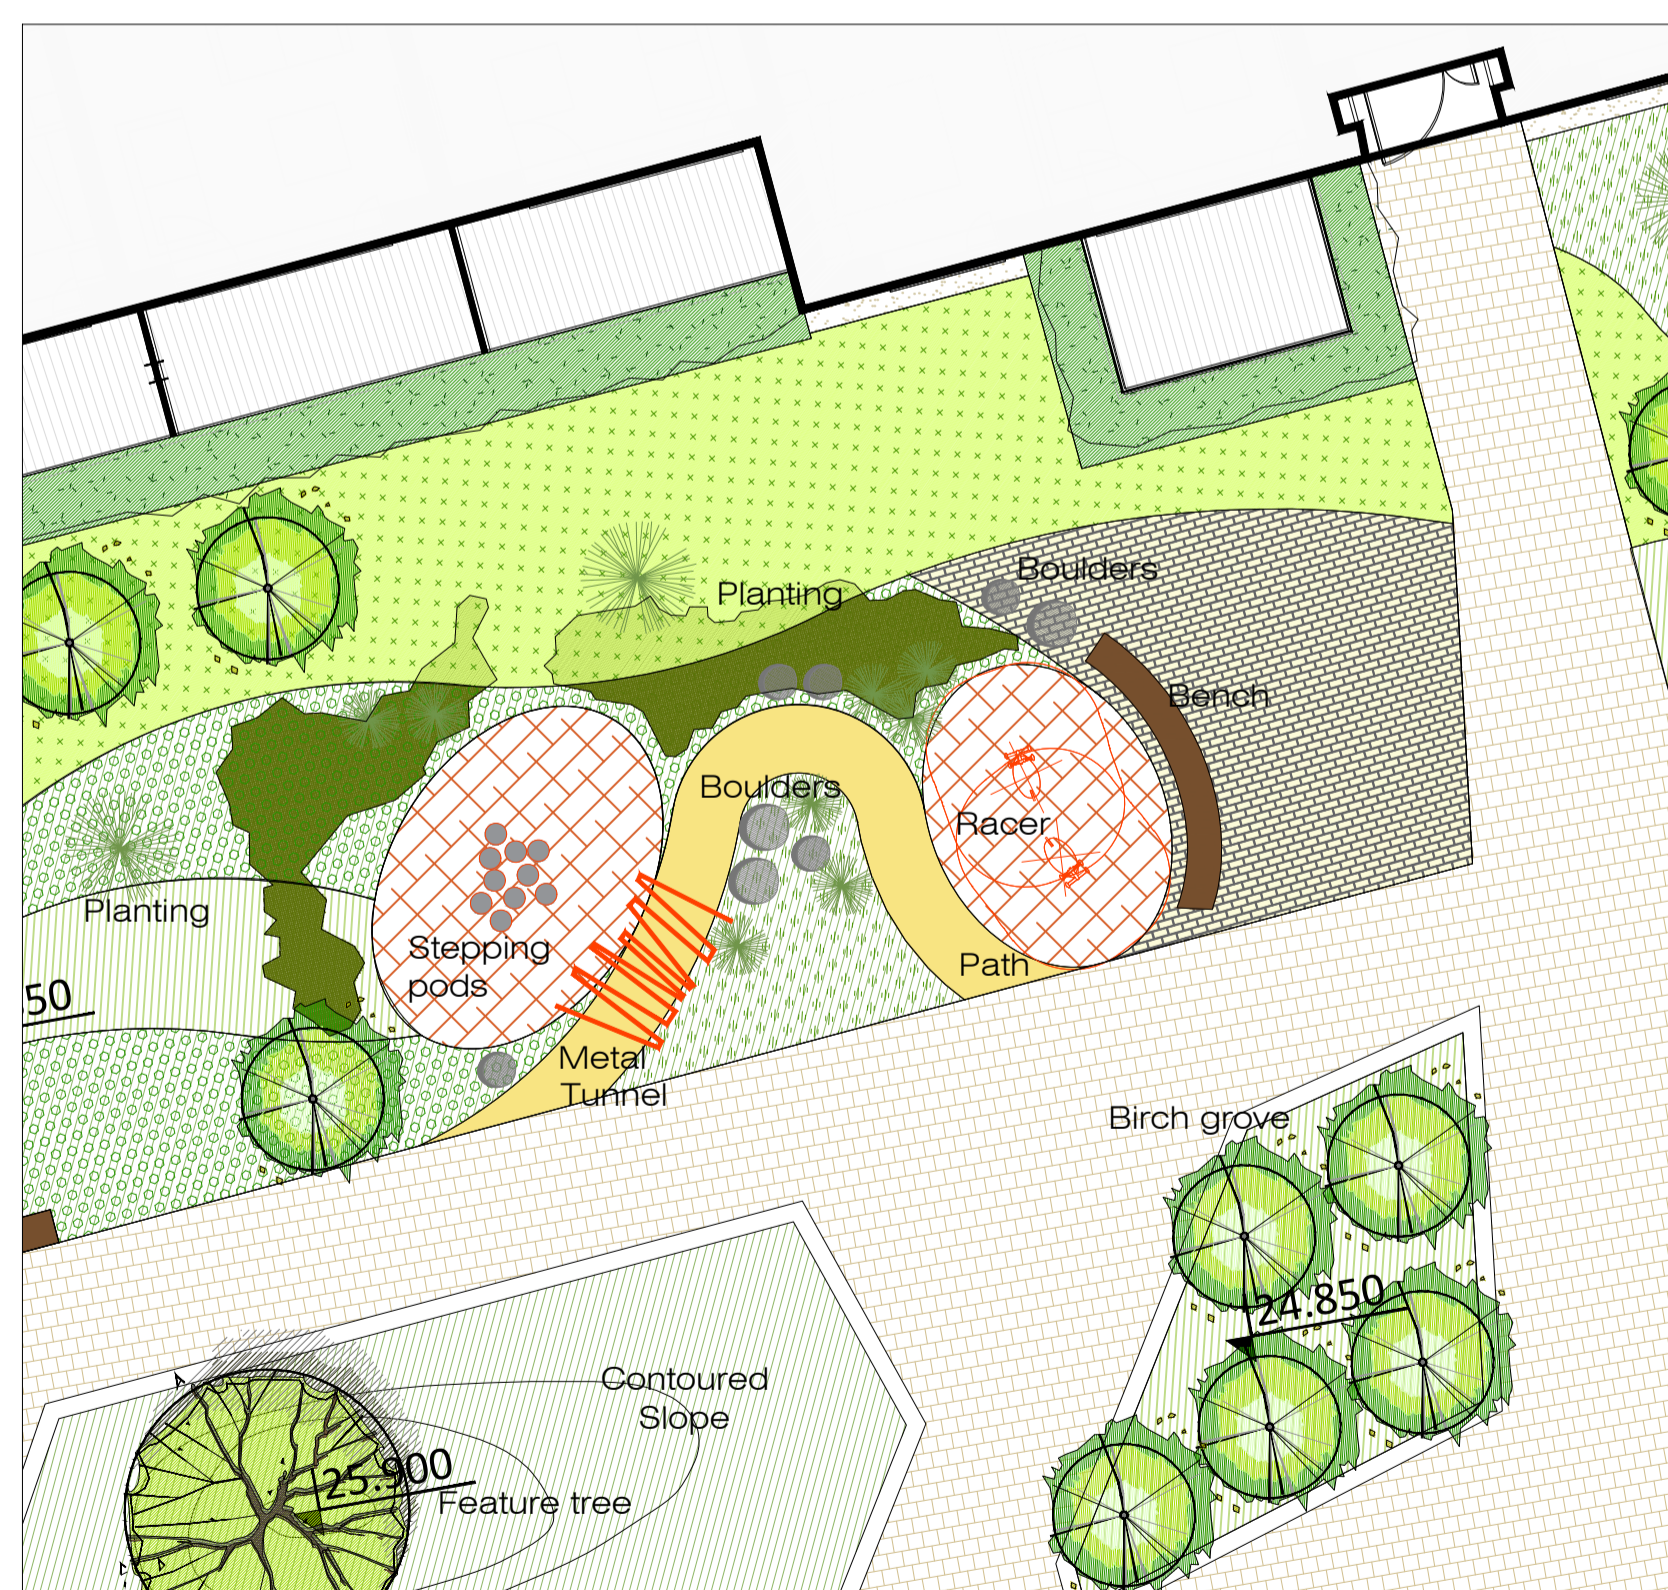 Boulders
Planting
Bench
Boulders
Racer
Planting
Stepping
pods
Path
50
Metal
Tunnel
Birch grove
24.850
Contoured
Slope
25.900
Feature tree